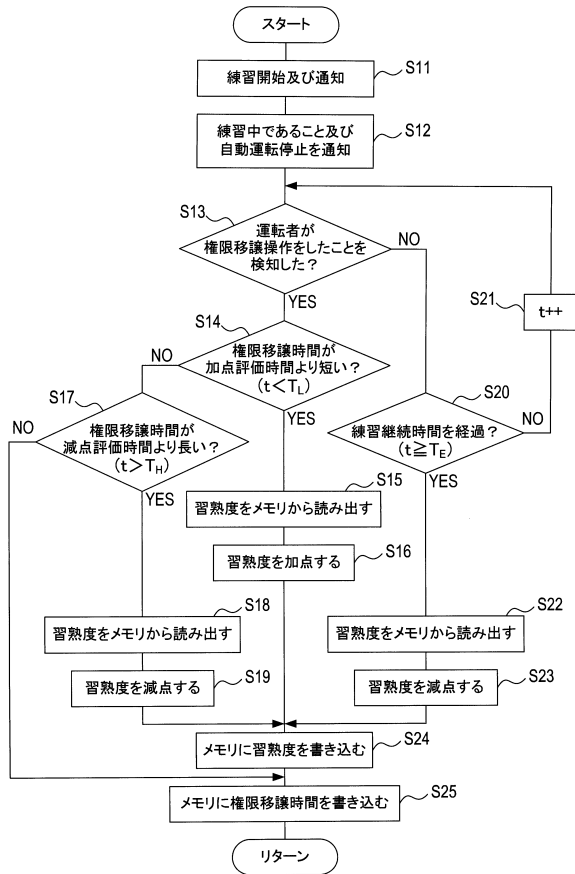 スタート
S11
練習開始及び通知
S12
練習中であること及び
自動運転停止を通知
S13
運転者が
権限移譲操作をしたことを
検知した?
NO
YES
S21
t++
S14
権限移譲時間が
加点評価時間より短い?
(t<TL)
NO
YES
S17
権限移譲時間が
減点評価時間より長い?
(t>TH)
NO
YES
S20
練習継続時間を経過?
(t≧TE)
NO
YES
S15
習熟度をメモリから読み出す
S16
習熟度を加点する
S18
習熟度をメモリから読み出す
S19
習熟度を減点する
S22
習熟度をメモリから読み出す
S23
習熟度を減点する
S24
メモリに習熟度を書き込む
S25
メモリに権限移譲時間を書き込む
リターン